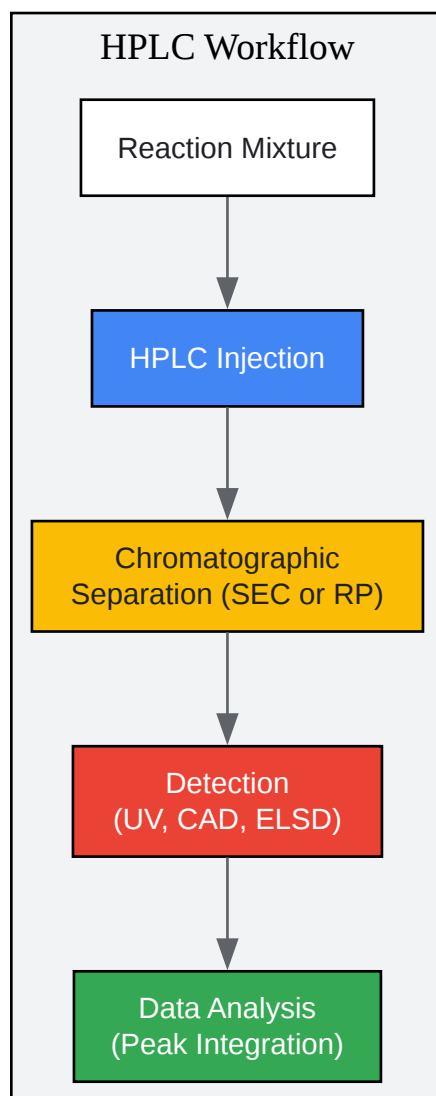 HPLC Workflow
Reaction Mixture
HPLC Injection
Chromatographic
Separation (SEC or RP)
Detection
(UV, CAD, ELSD)
Data Analysis
(Peak Integration)